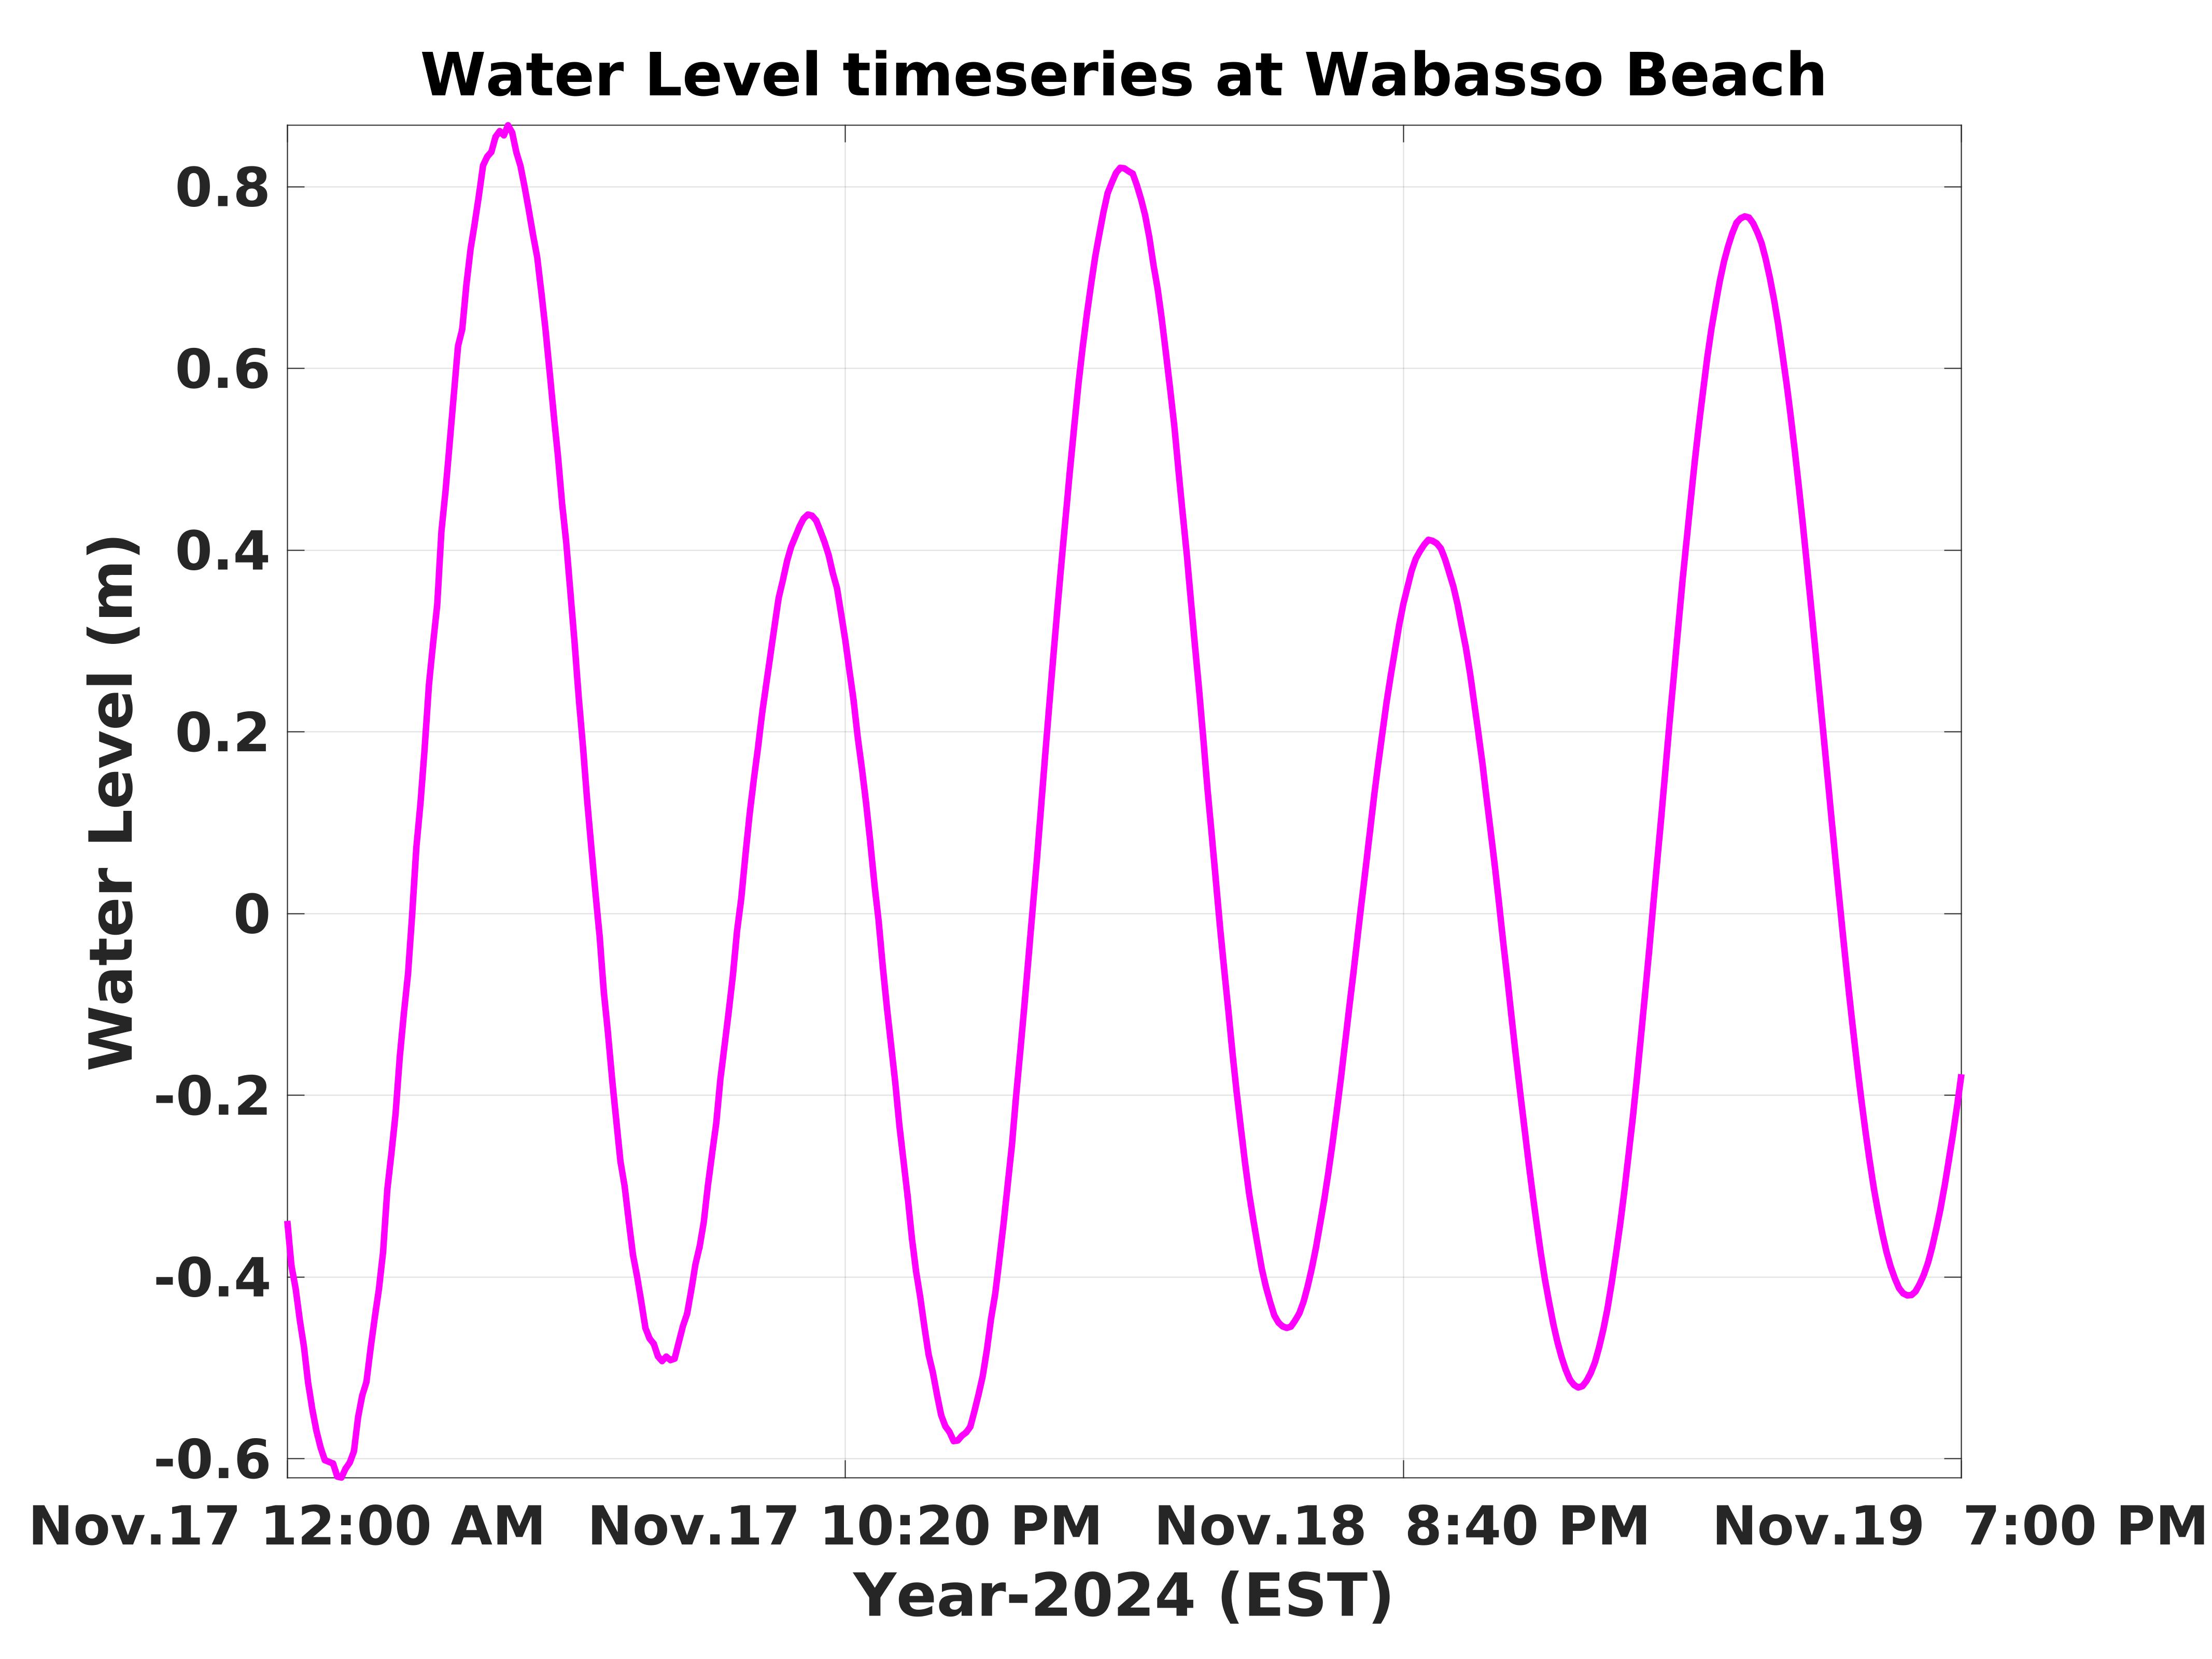 Water Level timeseries at Wabasso Beach
Water Level (m)
0.8
0.6
0.4
0.2
0
-0.2
-0.4
-0.6
Nov.17 12:00 AM Nov.17 10:20 PM Nov.18 8:40 PM Nov.19 7:00 PM
Year-2024 (EST)